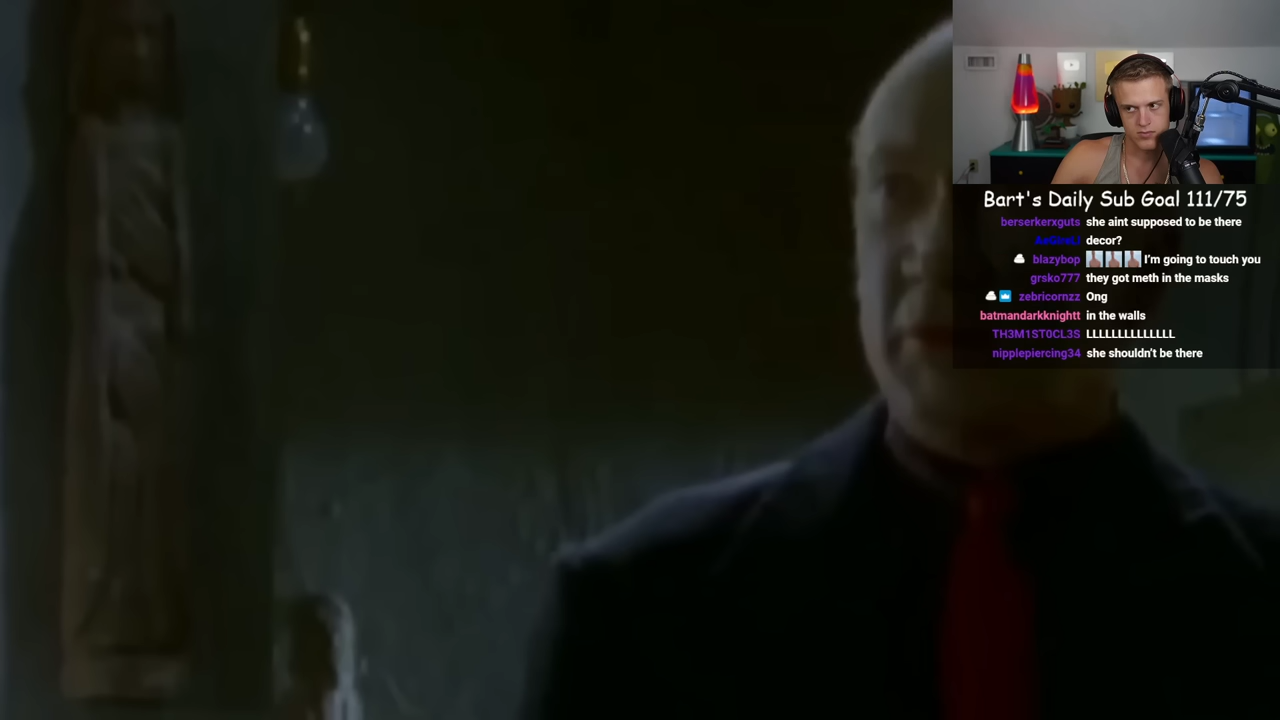 Bart's Daily Sub Goal 111/75
berserkerxguts she aint supposed to be there
decor?
blazybop I'm going to touch you
grsko777 they got meth in the masks
zebricornzz Ong
batmandarkknightt in the walls
TH3M1ST0CL3S LLLLLLLLLLLLLL
nipplepiercing34 she shouldn't be there